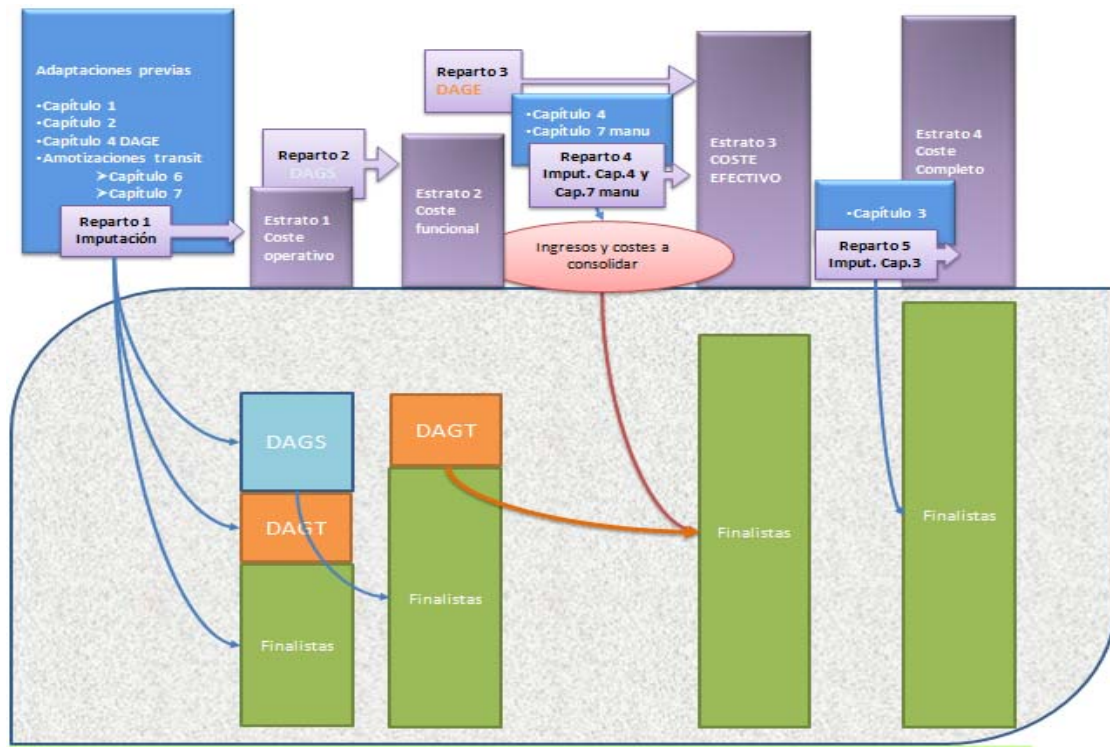 Adaptaciones previas
•Capítulo 1
•Capítulo 2
•Capítulo 4 DAGE
•Amotizaciones transit
➤Capítulo 6
➤Capítulo 7
Reparto 1
Imputación
Reparto 2
DAGS
Estrato 1
Coste
operativo
Estrato 2
Coste
funcional
Reparto 3
DAGE
•Capítulo 4
•Capítulo 7 manu
Reparto 4
Imput. Cap.4 y
Cap.7 manu
Ingresos y costes a
consolidar
Estrato 3
COSTE
EFECTIVO
Estrato 4
Coste
Completo
•Capítulo 3
Reparto 5
Imput. Cap.3
DAGS
DAGT
Finalistas
DAGT
Finalistas
Finalistas
Finalistas